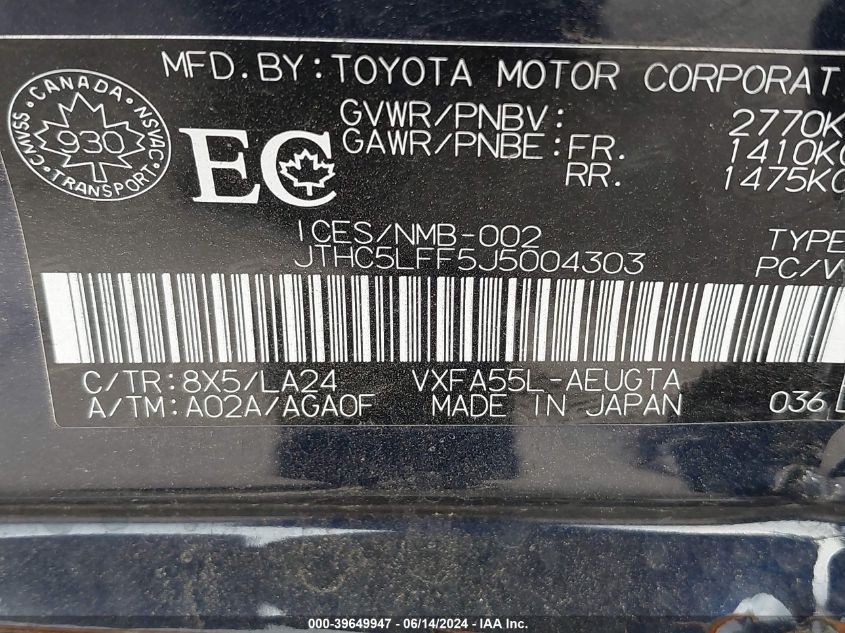 MFD.BY:TOYOTA MOTOR CORPORAT
CANADA
CMVSS
930
NSVAC
TRANSPORT
EC
GVWR/PNBV: 2770K
GAWR/PNBE:FR. 1410KG
RR. 1475KG
ICES/NMB-002
JTHC5LFF5J5004303
TYPE
PC/V
C/TR:8X5/LA24 VXFA55L-AEUGTA
A/TM:A02A/AGA0F MADE IN JAPAN 036
000-39649947 - 06/14/2024 - IAA Inc.